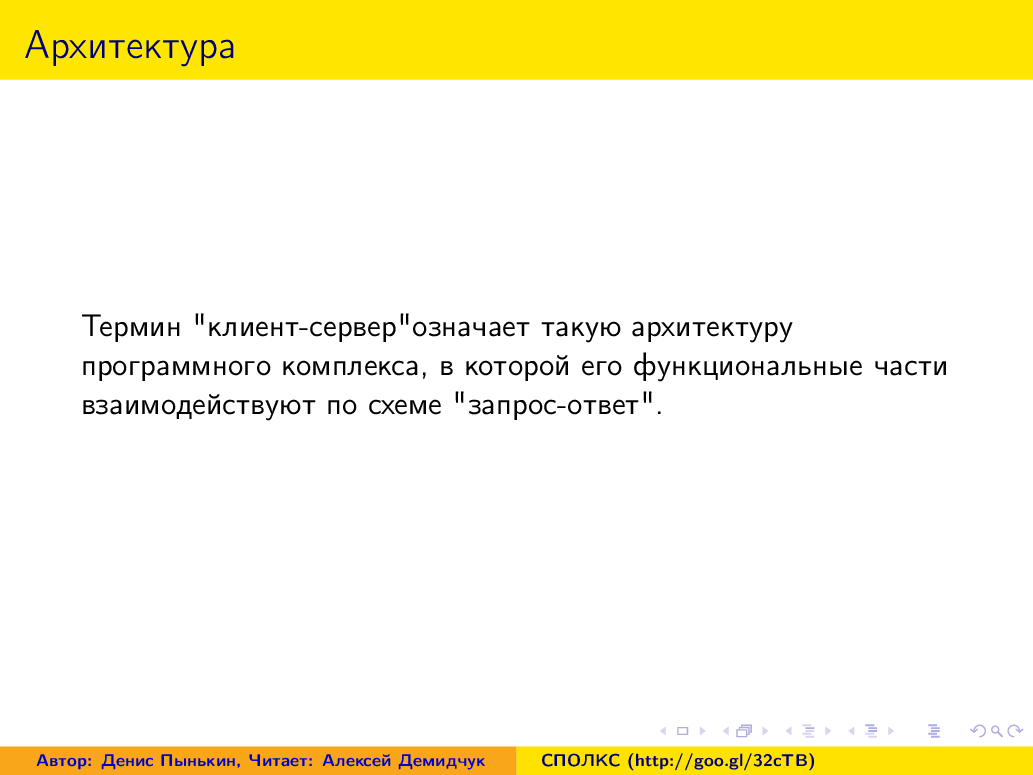 Архитектура
Термин "клиент-сервер"означает такую архитектуру
программного комплекса, в которой его функциональные части
взаимодействуют по схеме "запрос-ответ".
Автор: Денис Пынькин, Читает: Алексей Демидчук
СПОЛКС (http://goo.gl/32cTB)